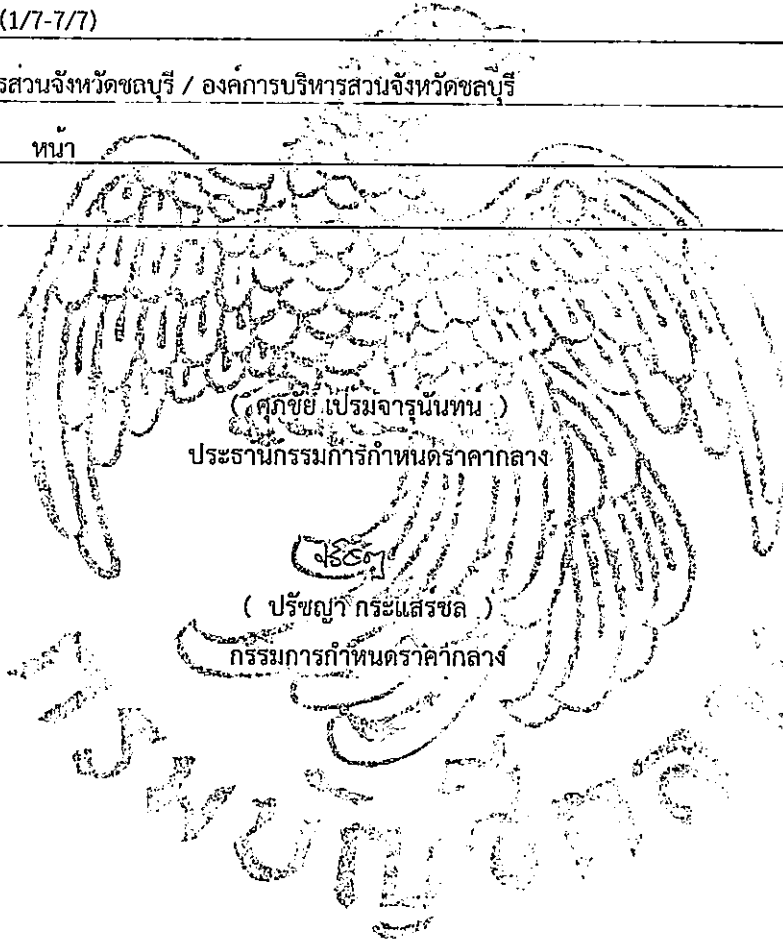 (1/7-7/7)
รส่วนจังหวัดชลบุรี / องค์การบริหารส่วนจังหวัดชลบุรี
หน้า
( ศุภชัย เปรมจารุนันทน์ )
ประธานกรรมการกำหนดราคากลาง
( ปรัชญา กระแสร์ชล )
กรรมการกำหนดราคากลาง